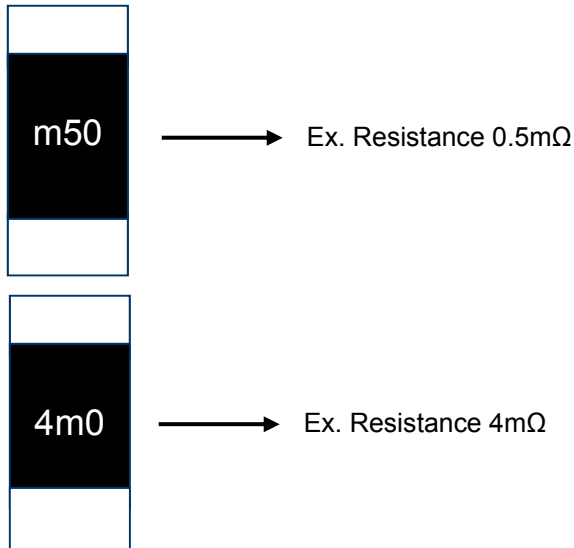 m50
Ex. Resistance 0.5mΩ
4m0
Ex. Resistance 4mΩ